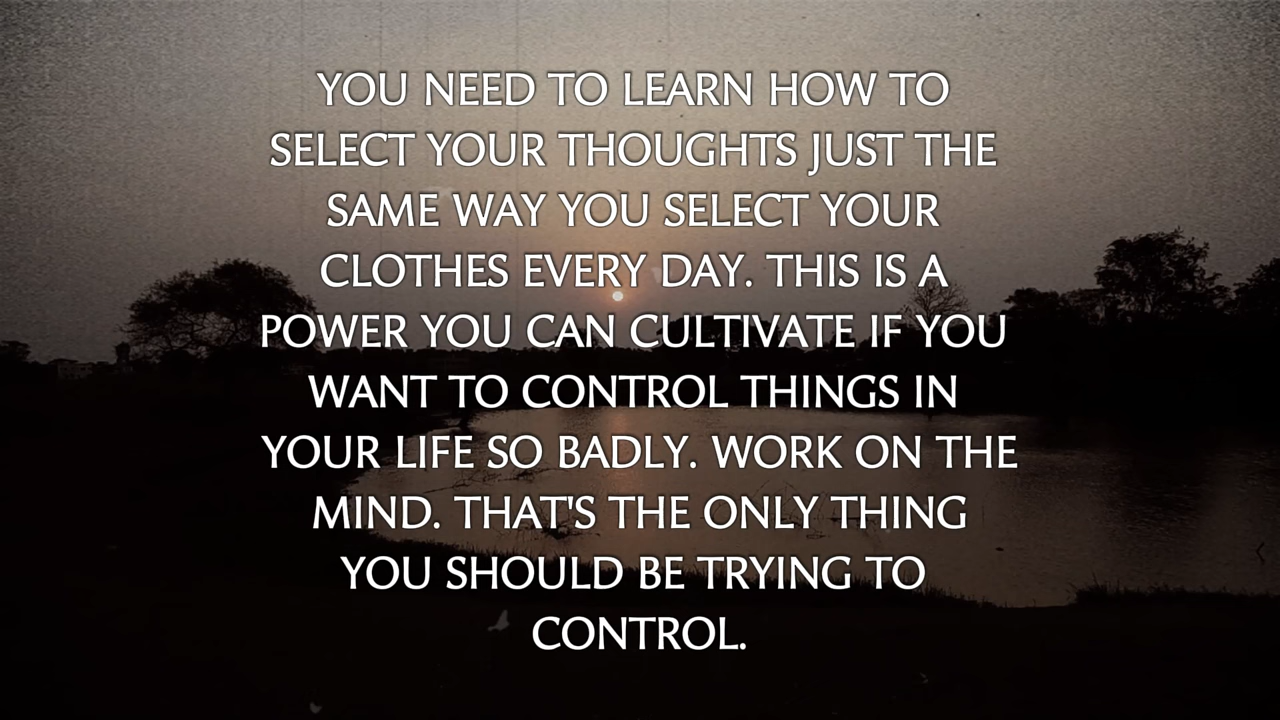 YOU NEED TO LEARN HOW TO
SELECT YOUR THOUGHTS JUST THE
SAME WAY YOU SELECT YOUR
CLOTHES EVERY DAY. THIS IS A
POWER YOU CAN CULTIVATE IF YOU
WANT TO CONTROL THINGS IN
YOUR LIFE SO BADLY. WORK ON THE
MIND. THAT'S THE ONLY THING
YOU SHOULD BE TRYING TO
CONTROL.